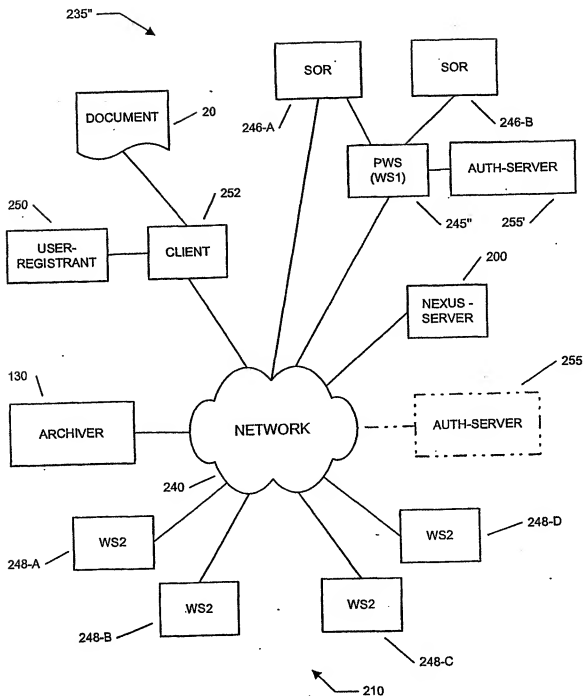 235"
SOR
SOR
DOCUMENT
20
246-A
246-B
PWS
(WS1)
AUTH-SERVER
250
252
245"
255'
USER-
REGISTRANT
CLIENT
200
NEXUS -
SERVER
130
255
ARCHIVER
NETWORK
AUTH-SERVER
240
WS2
WS2
248-D
248-A
WS2
WS2
248-B
248-C
210